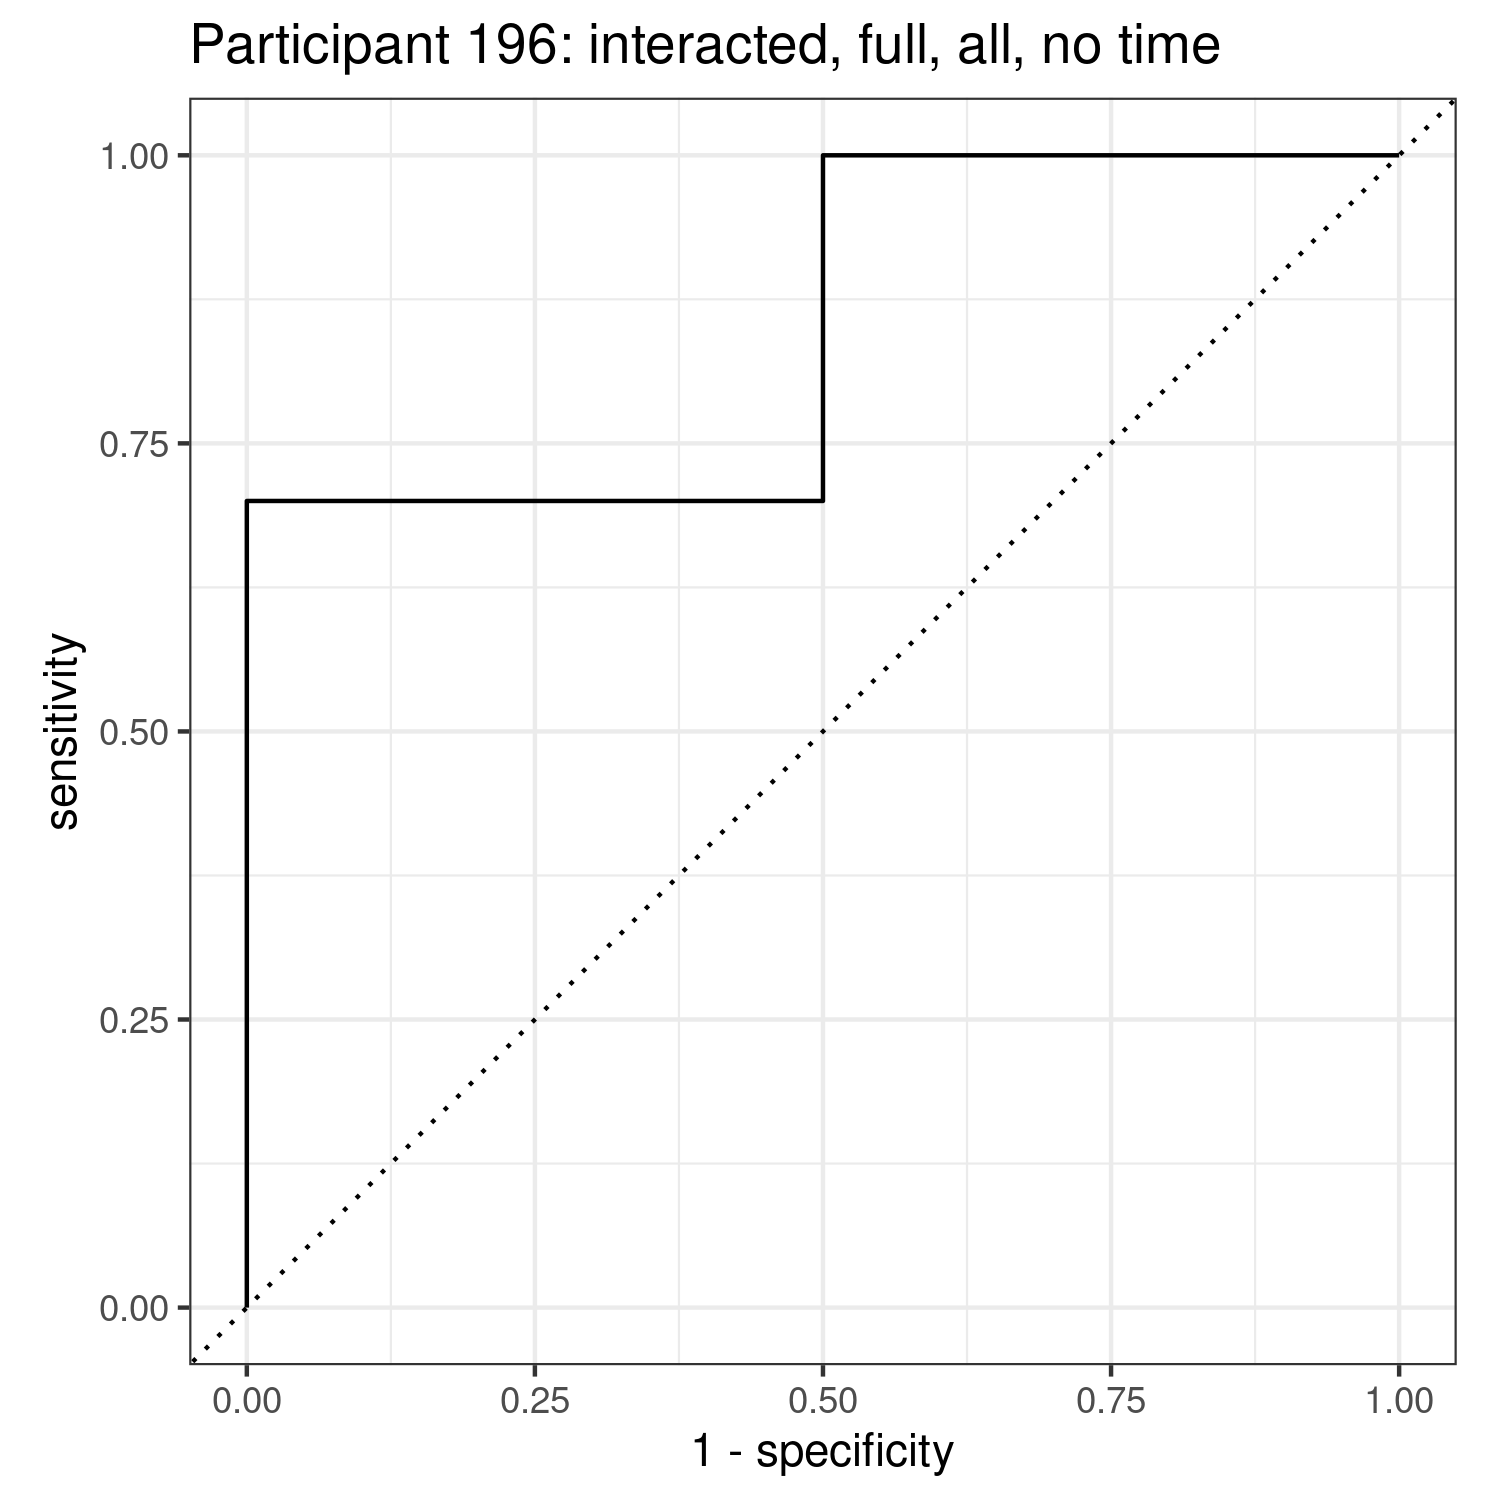 Participant 196: interacted, full, all, no time
1.00
0.75
0.50
0.25
0.00
sensitivity
0.00 0.25 0.50 0.75 1.00
1 - specificity